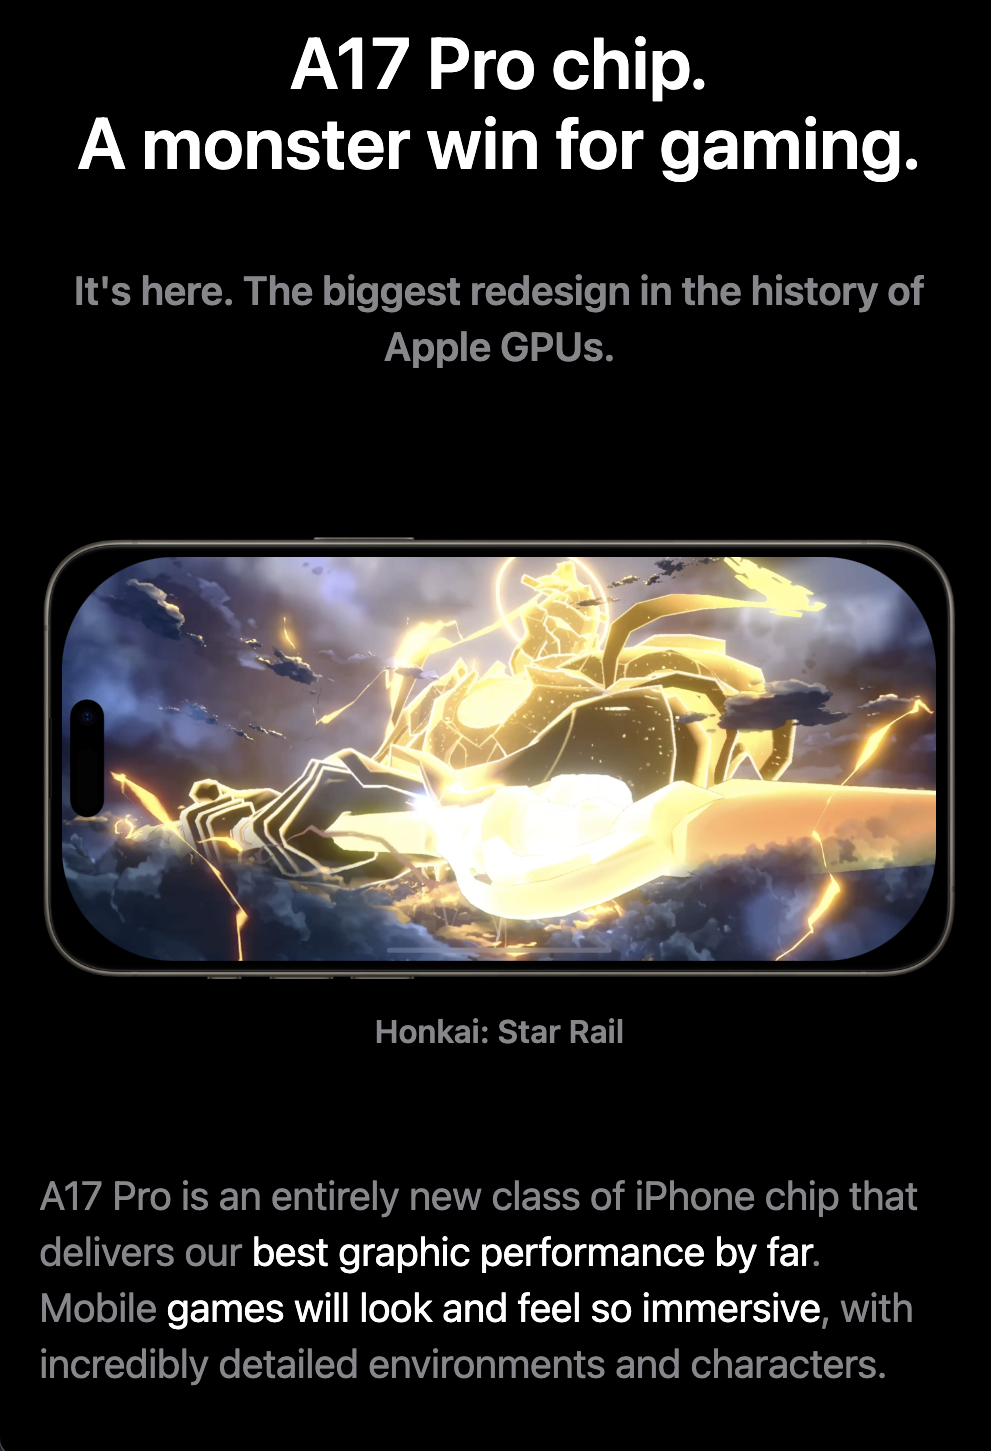 A17 Pro chip.
A monster win for gaming.
It's here. The biggest redesign in the history of
Apple GPUs.
Honkai: Star Rail
A17 Pro is an entirely new class of iPhone chip that
delivers our best graphic performance by far.
Mobile games will look and feel so immersive, with
incredibly detailed environments and characters.